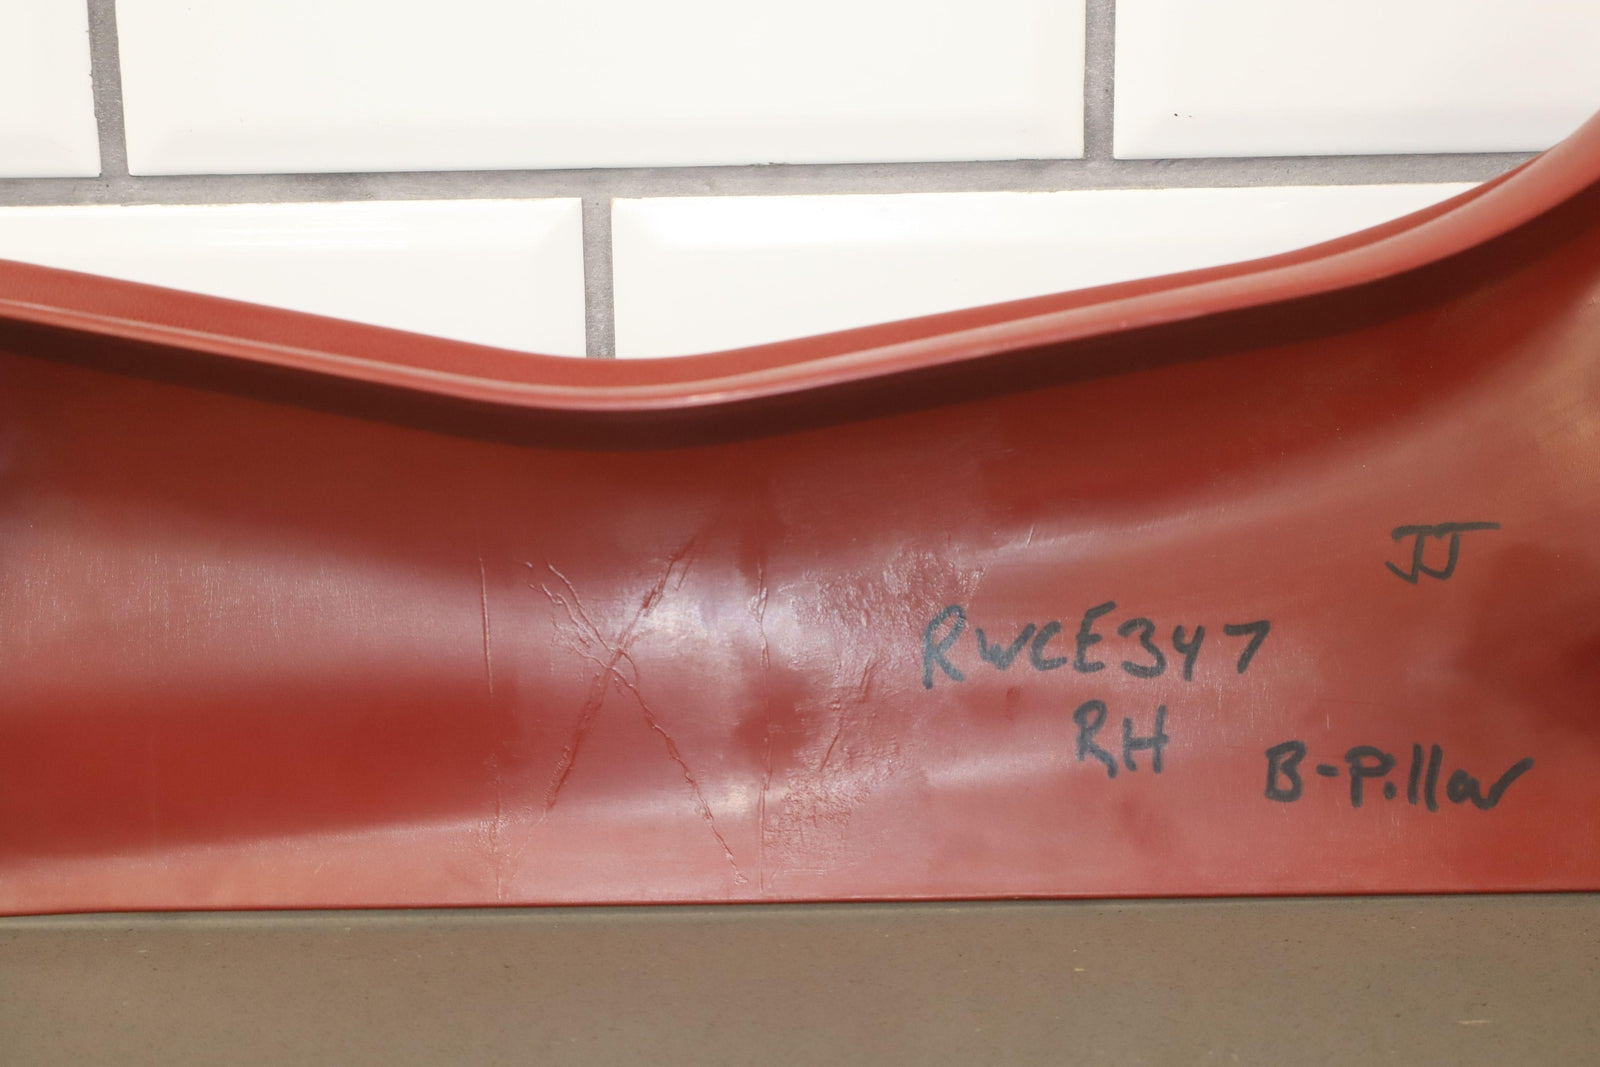 JJ
RWCE347
RH
B-Pillar